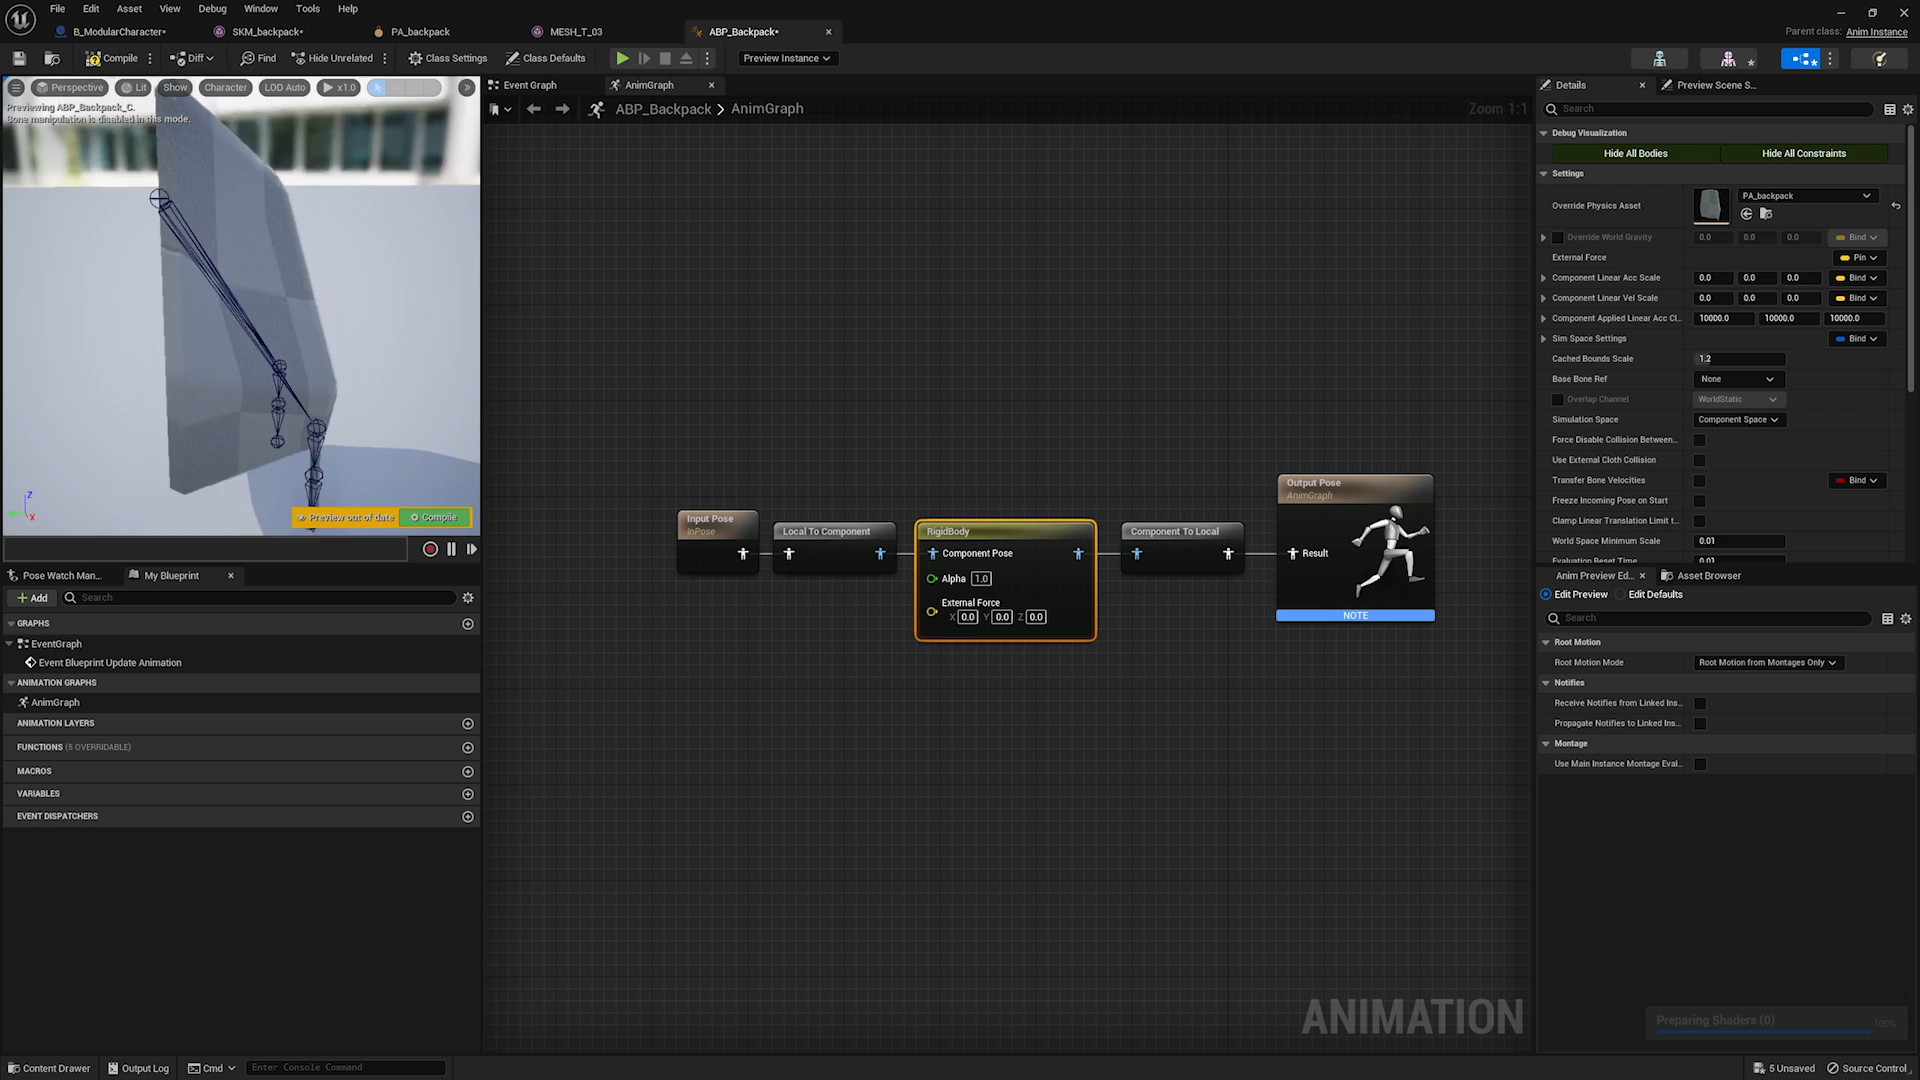 File Edit Asset View Debug Window Tools Help
B_ModularCharacter* SKM_backpack* PA_backpack MESH_T_03 ABP_Backpack*
Parent class: Anim Instance
Compile Diff Find Hide Unrelated Class Settings Class Defaults Preview Instance
Perspective Lit Show Character LOD Auto x1.0
Previewing ABP_Backpack_C.
Bone manipulation is disabled in this mode.
Preview out of date Compile
Z
X
Pose Watch Man... My Blueprint
Add Search
GRAPHS
EventGraph
Event Blueprint Update Animation
ANIMATION GRAPHS
AnimGraph
ANIMATION LAYERS
FUNCTIONS (5 OVERRIDABLE)
MACROS
VARIABLES
EVENT DISPATCHERS
Event Graph AnimGraph
ABP_Backpack > AnimGraph
Zoom 1:1
Input Pose
InPose
Local To Component
RigidBody
Component Pose
Alpha 1.0
External Force
X 0.0 Y 0.0 Z 0.0
Component To Local
Output Pose
AnimGraph
Result
NOTE
ANIMATION
Details Preview Scene S...
Search
Debug Visualization
Hide All Bodies Hide All Constraints
Settings
Override Physics Asset PA_backpack
Override World Gravity 0.0 0.0 0.0 Bind
External Force Pin
Component Linear Acc Scale 0.0 0.0 0.0 Bind
Component Linear Vel Scale 0.0 0.0 0.0 Bind
Component Applied Linear Acc Cl... 10000.0 10000.0 10000.0
Sim Space Settings Bind
Cached Bounds Scale 1.2
Base Bone Ref None
Overlap Channel WorldStatic
Simulation Space Component Space
Force Disable Collision Between...
Use External Cloth Collision
Transfer Bone Velocities Bind
Freeze Incoming Pose on Start
Clamp Linear Translation Limit t...
World Space Minimum Scale 0.01
Evaluation Reset Time 0.01
Anim Preview Ed... Asset Browser
Edit Preview Edit Defaults
Search
Root Motion
Root Motion Mode Root Motion from Montages Only
Notifies
Receive Notifies from Linked Ins...
Propagate Notifies to Linked Ins...
Montage
Use Main Instance Montage Eval...
Preparing Shaders (0) 100%
Content Drawer Output Log Cmd Enter Console Command
5 Unsaved Source Control